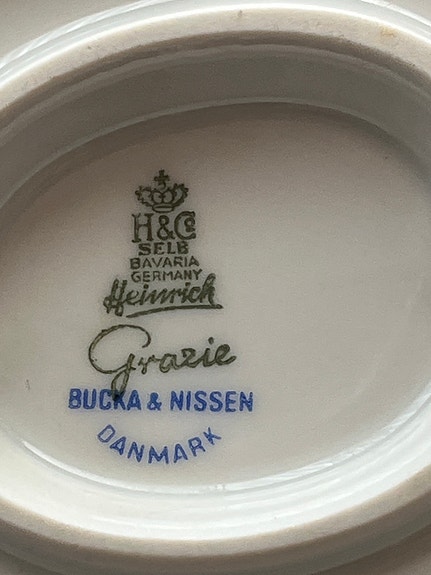 H&Co
SELB
BAVARIA
GERMANY
Heinrich
Grazie
BUCKA & NISSEN
DANMARK